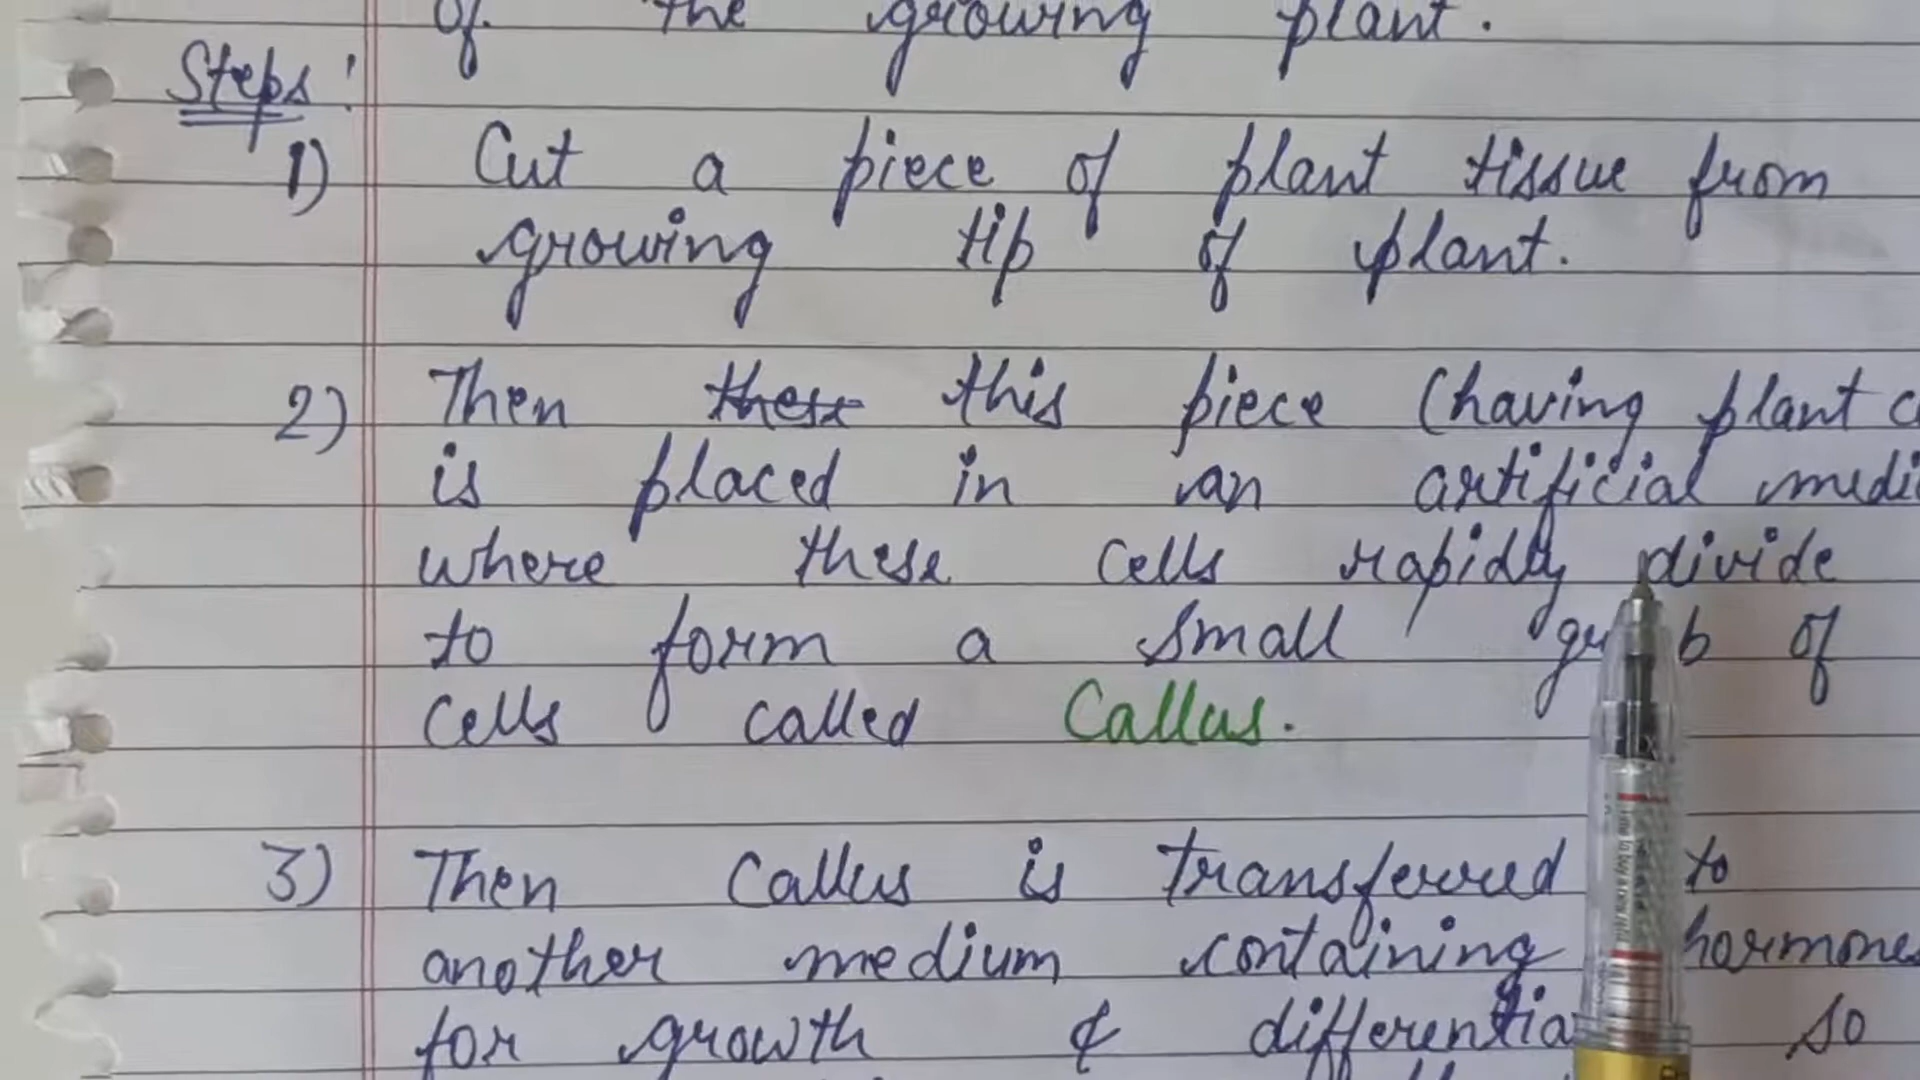 of the growing plant.
Steps:
1) Cut a piece of plant tissue from
growing tip of plant.
2) Then these this piece (having plant
is placed in an artificial
where these cells rapidly divide
to form a small of
cells called Callus.
3) Then Callus is transferred to
another medium containing hormones
for growth & so